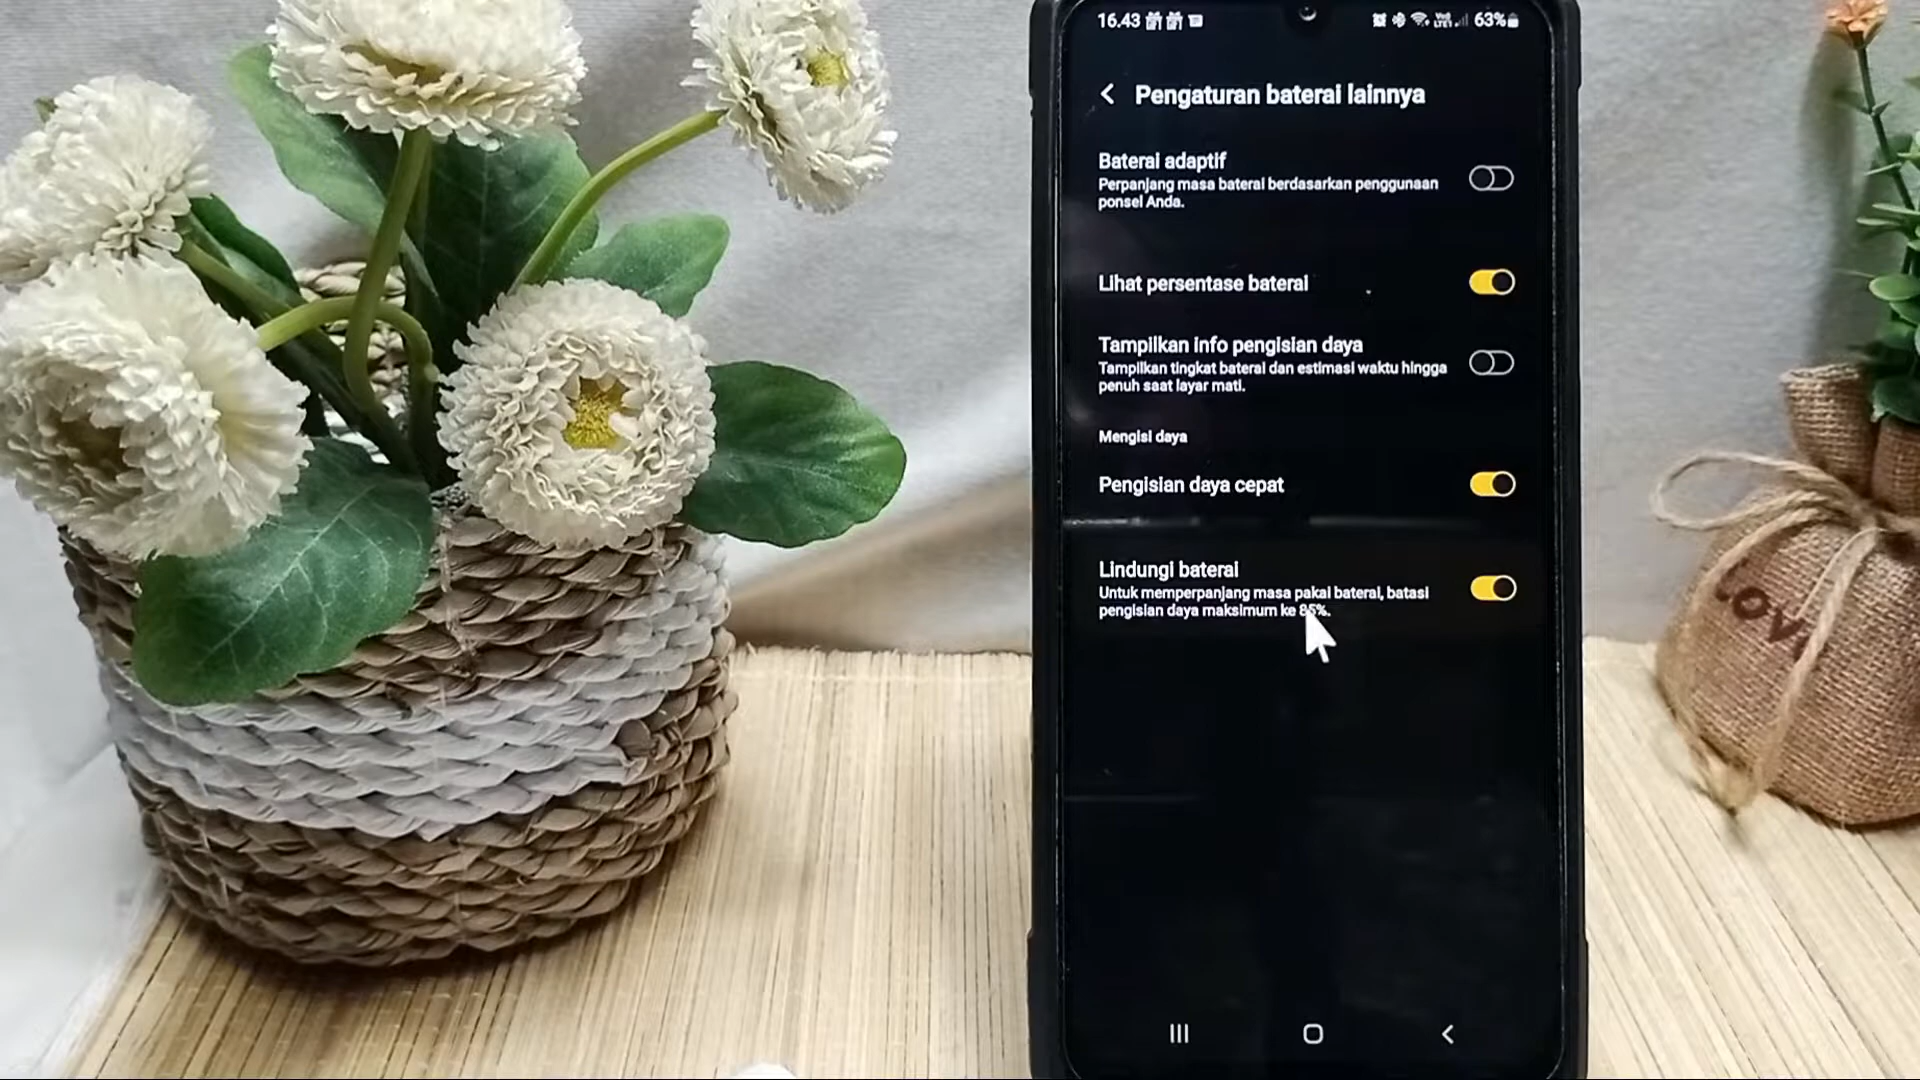 16.43
63%
Pengaturan baterai lainnya
Baterai adaptif
Perpanjang masa baterai berdasarkan penggunaan
ponsel Anda.
Lihat persentase baterai
Tampilkan info pengisian daya
Tampilkan tingkat baterai dan estimasi waktu hingga
penuh saat layar mati.
Mengisi daya
Pengisian daya cepat
Lindungi baterai
Untuk memperpanjang masa pakai baterai, batasi
pengisian daya maksimum ke 85%.